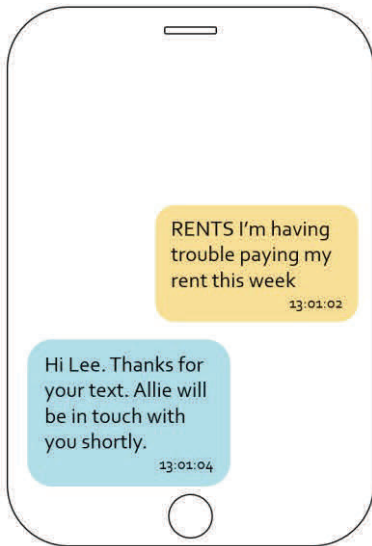 RENTS I'm having
trouble paying my
rent this week
13:01:02
Hi Lee. Thanks for
your text. Allie will
be in touch with
you shortly.
13:01:04